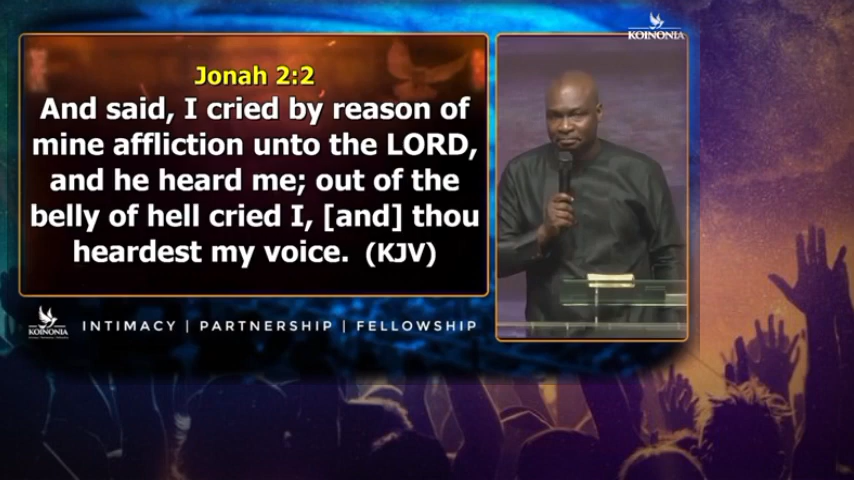 KOINONIA
Jonah 2:2
And said, I cried by reason of
mine affliction unto the LORD,
and he heard me; out of the
belly of hell cried I, [and] thou
heardest my voice. (KJV)
KOINONIA
INTIMACY | PARTNERSHIP | FELLOWSHIP